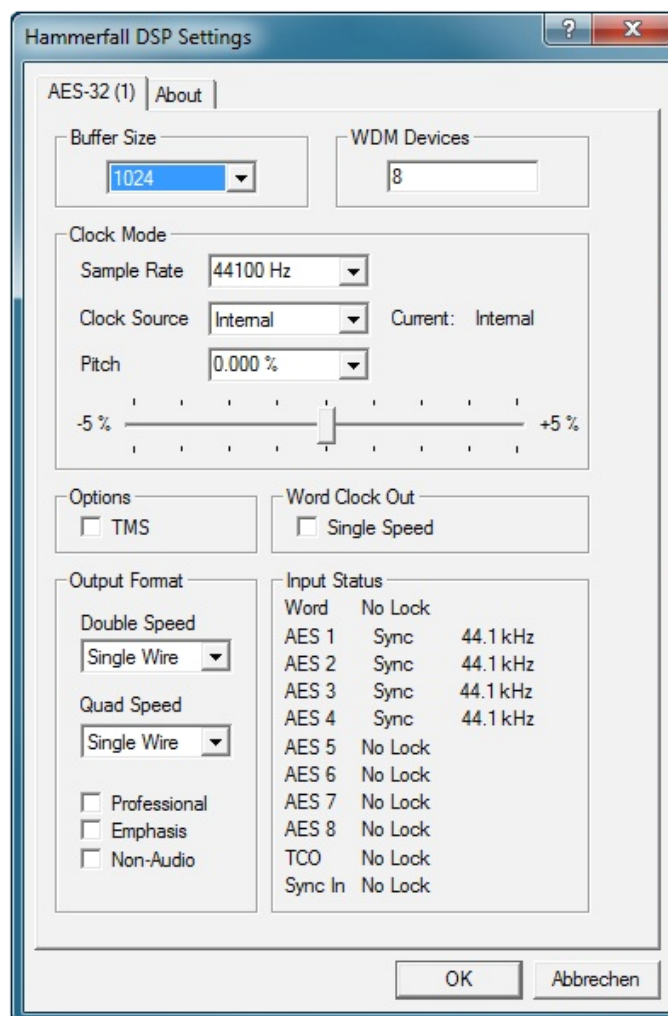 Hammerfall DSP Settings
? X
AES-32 (1) About
Buffer Size WDM Devices
1024 8
Clock Mode
Sample Rate 44100 Hz
Clock Source Internal Current: Internal
Pitch 0.000 %
-5 % +5 %
Options Word Clock Out
TMS Single Speed
Output Format
Double Speed
Single Wire
Quad Speed
Single Wire
Professional
Emphasis
Non-Audio
Input Status
Word No Lock
AES 1 Sync 44.1 kHz
AES 2 Sync 44.1 kHz
AES 3 Sync 44.1 kHz
AES 4 Sync 44.1 kHz
AES 5 No Lock
AES 6 No Lock
AES 7 No Lock
AES 8 No Lock
TCO No Lock
Sync In No Lock
OK Abbrechen